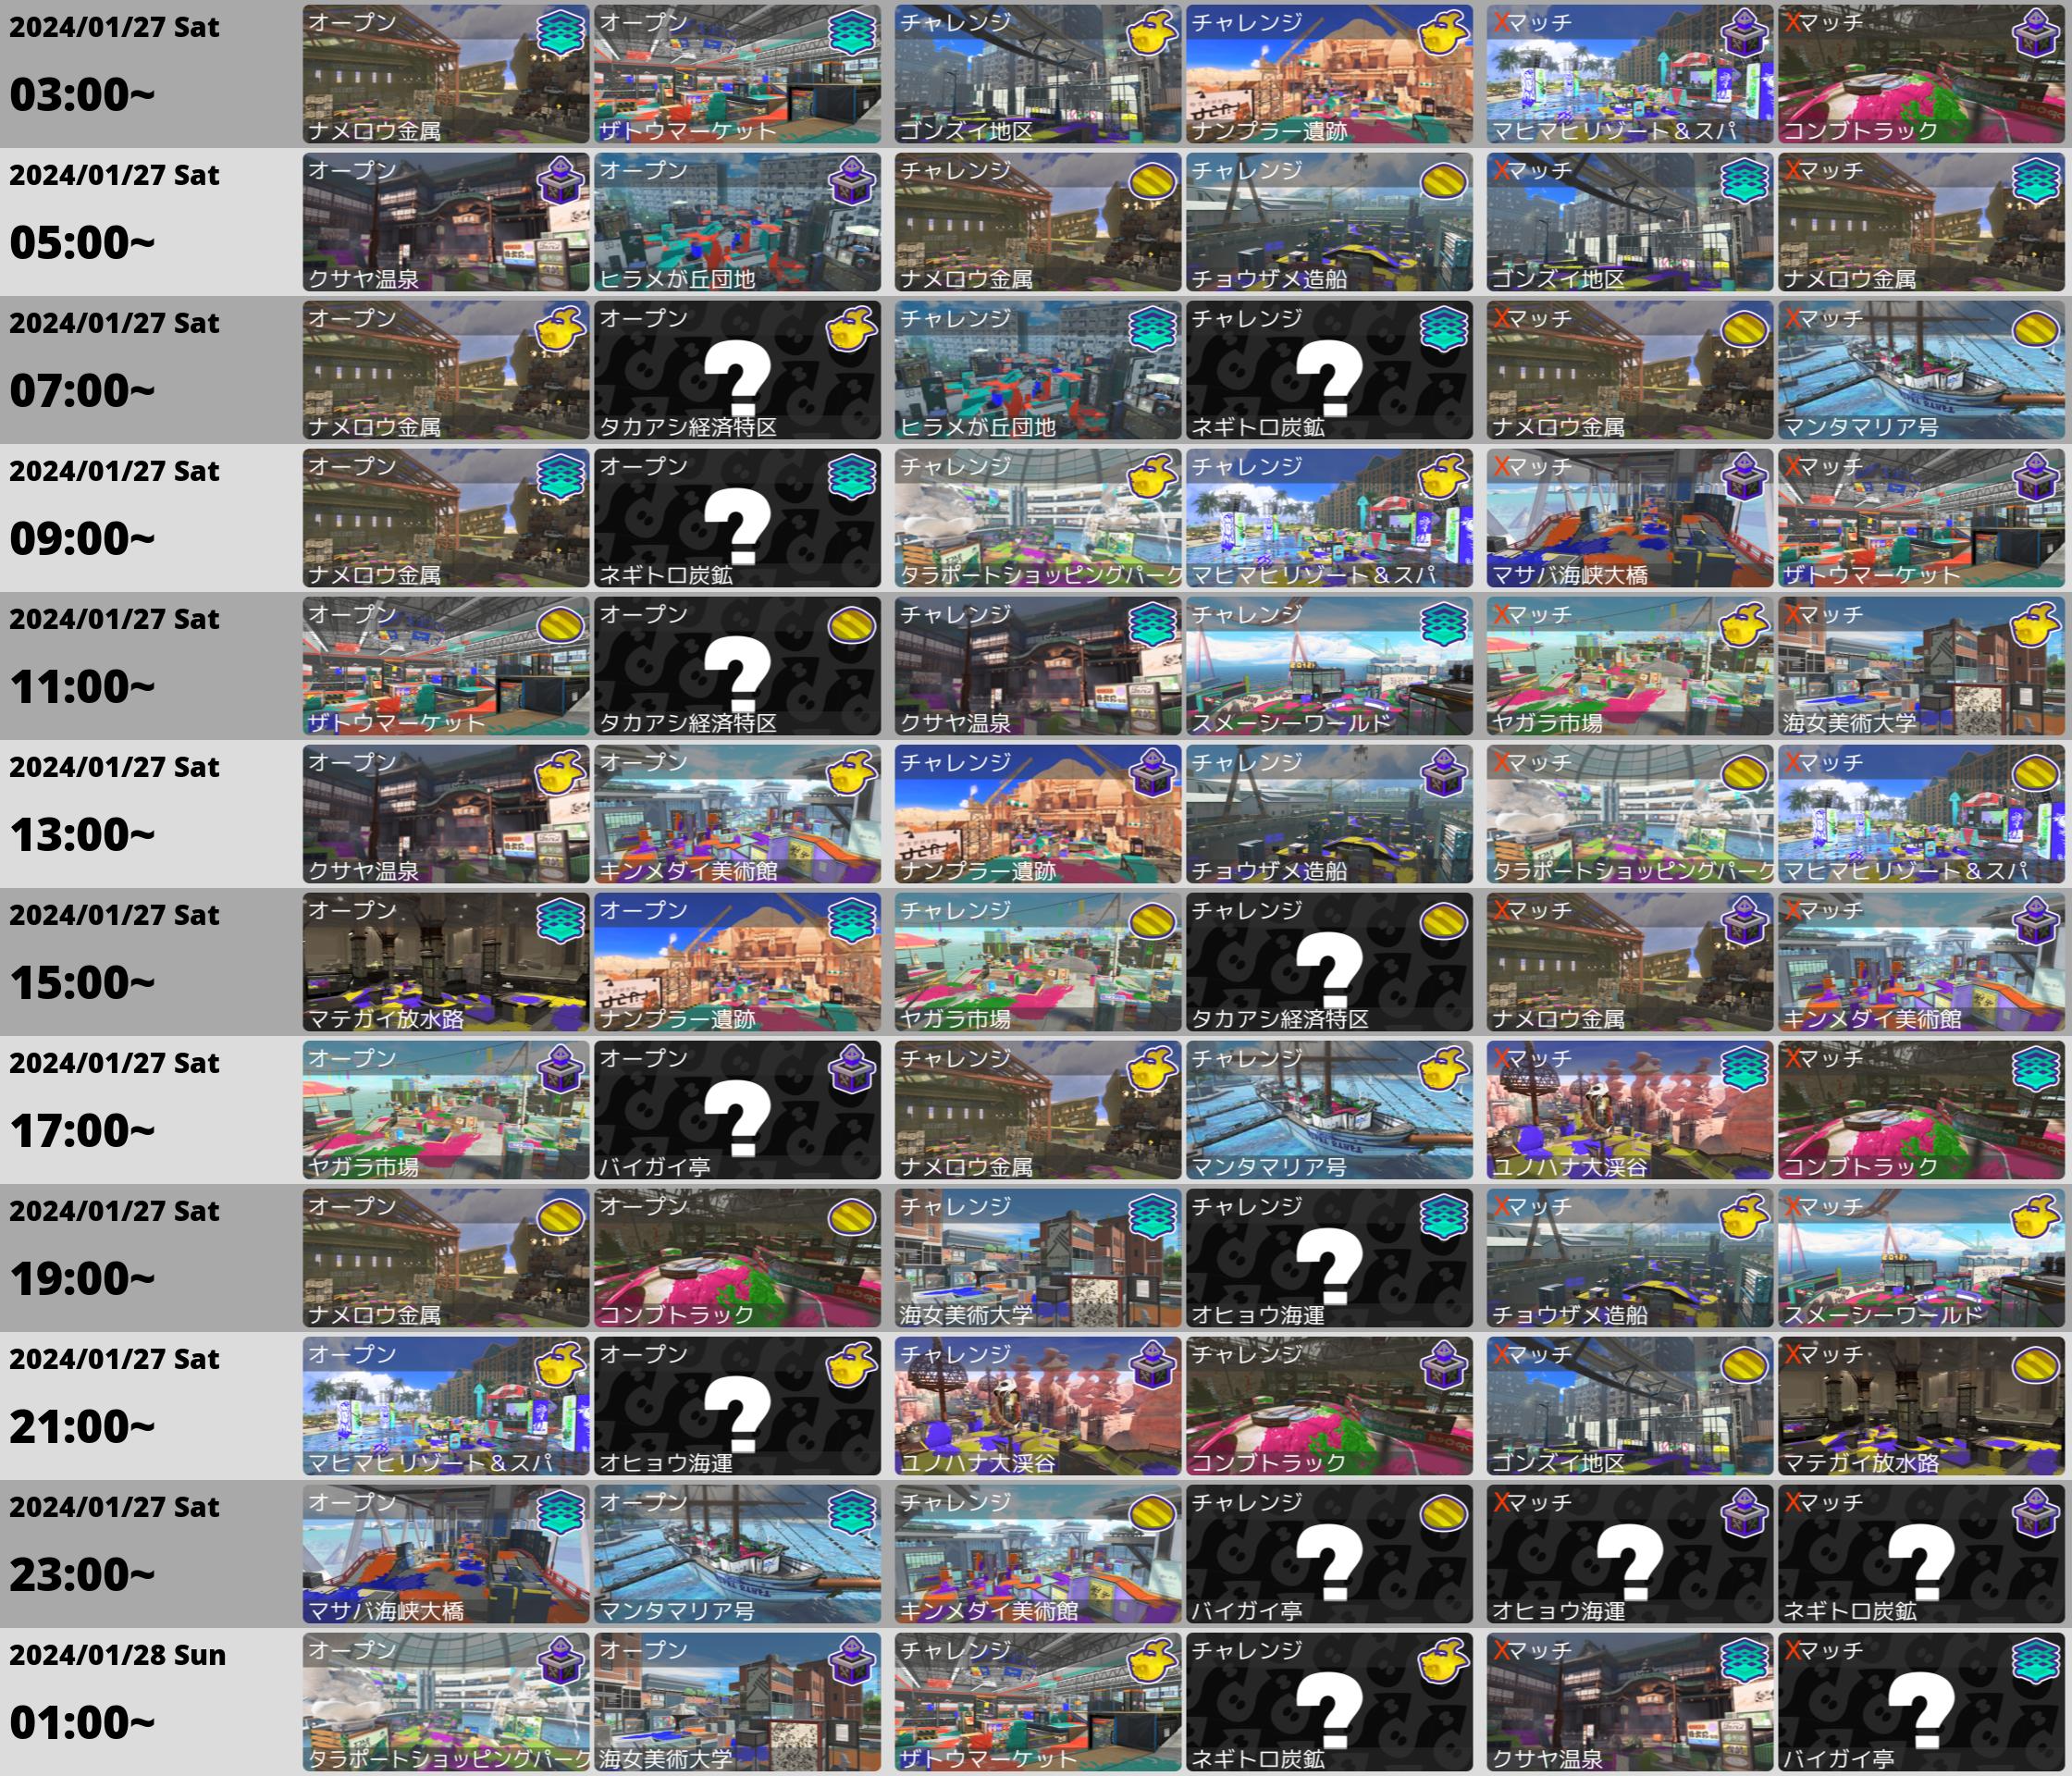 2024/01/27 Sat
03:00~
オープン
ナメロウ金属
オープン
ザトウマーケット
チャレンジ
ゴンズイ地区
チャレンジ
ナンプラー遺跡
Xマッチ
マヒマヒリゾート＆スパ
Xマッチ
コンブトラック
2024/01/27 Sat
05:00~
オープン
クサヤ温泉
オープン
ヒラメが丘団地
チャレンジ
ナメロウ金属
チャレンジ
チョウザメ造船
Xマッチ
ゴンズイ地区
Xマッチ
ナメロウ金属
2024/01/27 Sat
07:00~
オープン
ナメロウ金属
オープン
タカアシ経済特区
チャレンジ
ヒラメが丘団地
チャレンジ
ネギトロ炭鉱
Xマッチ
ナメロウ金属
Xマッチ
マンタマリア号
2024/01/27 Sat
09:00~
オープン
ナメロウ金属
オープン
ネギトロ炭鉱
チャレンジ
タラポートショッピングパーク
チャレンジ
マヒマヒリゾート＆スパ
Xマッチ
マサバ海峡大橋
Xマッチ
ザトウマーケット
2024/01/27 Sat
11:00~
オープン
ザトウマーケット
オープン
タカアシ経済特区
チャレンジ
クサヤ温泉
チャレンジ
スメーシーワールド
Xマッチ
ヤガラ市場
Xマッチ
海女美術大学
2024/01/27 Sat
13:00~
オープン
クサヤ温泉
オープン
キンメダイ美術館
チャレンジ
ナンプラー遺跡
チャレンジ
チョウザメ造船
Xマッチ
タラポートショッピングパーク
Xマッチ
マヒマヒリゾート＆スパ
2024/01/27 Sat
15:00~
オープン
マテガイ放水路
オープン
ナンプラー遺跡
チャレンジ
ヤガラ市場
チャレンジ
タカアシ経済特区
Xマッチ
ナメロウ金属
Xマッチ
キンメダイ美術館
2024/01/27 Sat
17:00~
オープン
ヤガラ市場
オープン
バイガイ亭
チャレンジ
ナメロウ金属
チャレンジ
マンタマリア号
Xマッチ
ユノハナ大渓谷
Xマッチ
コンブトラック
2024/01/27 Sat
19:00~
オープン
ナメロウ金属
オープン
コンブトラック
チャレンジ
海女美術大学
チャレンジ
オヒョウ海運
Xマッチ
チョウザメ造船
Xマッチ
スメーシーワールド
2024/01/27 Sat
21:00~
オープン
マヒマヒリゾート＆スパ
オープン
オヒョウ海運
チャレンジ
ユノハナ大渓谷
チャレンジ
コンブトラック
Xマッチ
ゴンズイ地区
Xマッチ
マテガイ放水路
2024/01/27 Sat
23:00~
オープン
マサバ海峡大橋
オープン
マンタマリア号
チャレンジ
キンメダイ美術館
チャレンジ
バイガイ亭
Xマッチ
オヒョウ海運
Xマッチ
ネギトロ炭鉱
2024/01/28 Sun
01:00~
オープン
タラポートショッピングパーク
オープン
海女美術大学
チャレンジ
ザトウマーケット
チャレンジ
ネギトロ炭鉱
Xマッチ
クサヤ温泉
Xマッチ
バイガイ亭